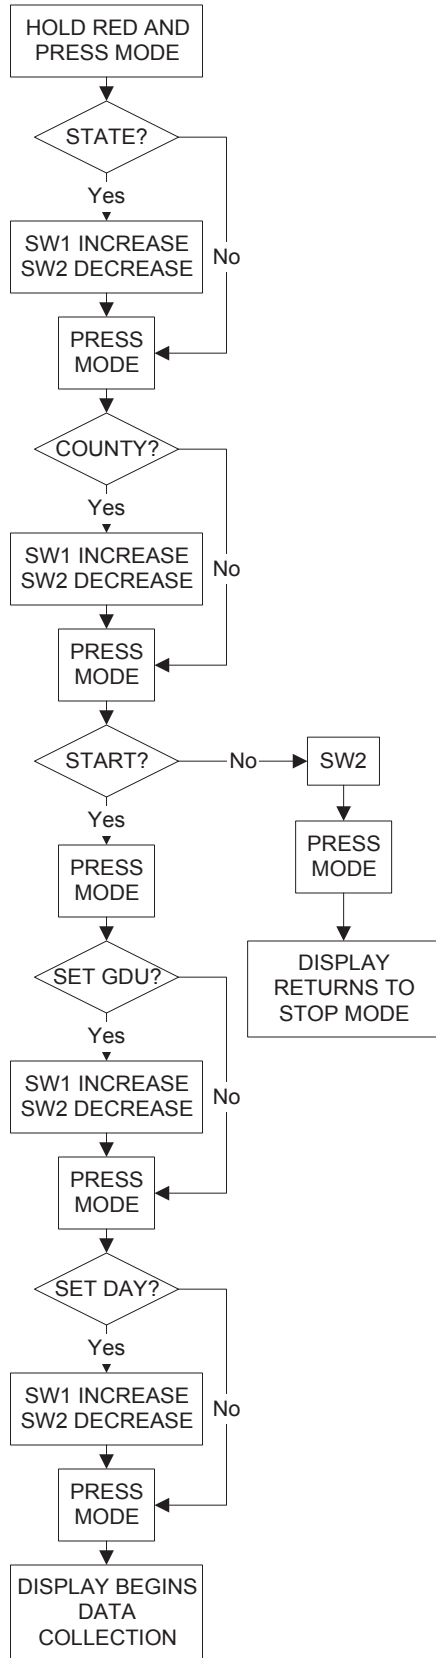 HOLD RED AND
PRESS MODE
STATE?
Yes
No
SW1 INCREASE
SW2 DECREASE
PRESS
MODE
COUNTY?
Yes
No
SW1 INCREASE
SW2 DECREASE
PRESS
MODE
START?
No
SW2
Yes
PRESS
MODE
PRESS
MODE
SET GDU?
DISPLAY
RETURNS TO
STOP MODE
Yes
No
SW1 INCREASE
SW2 DECREASE
PRESS
MODE
SET DAY?
Yes
No
SW1 INCREASE
SW2 DECREASE
PRESS
MODE
DISPLAY BEGINS
DATA
COLLECTION